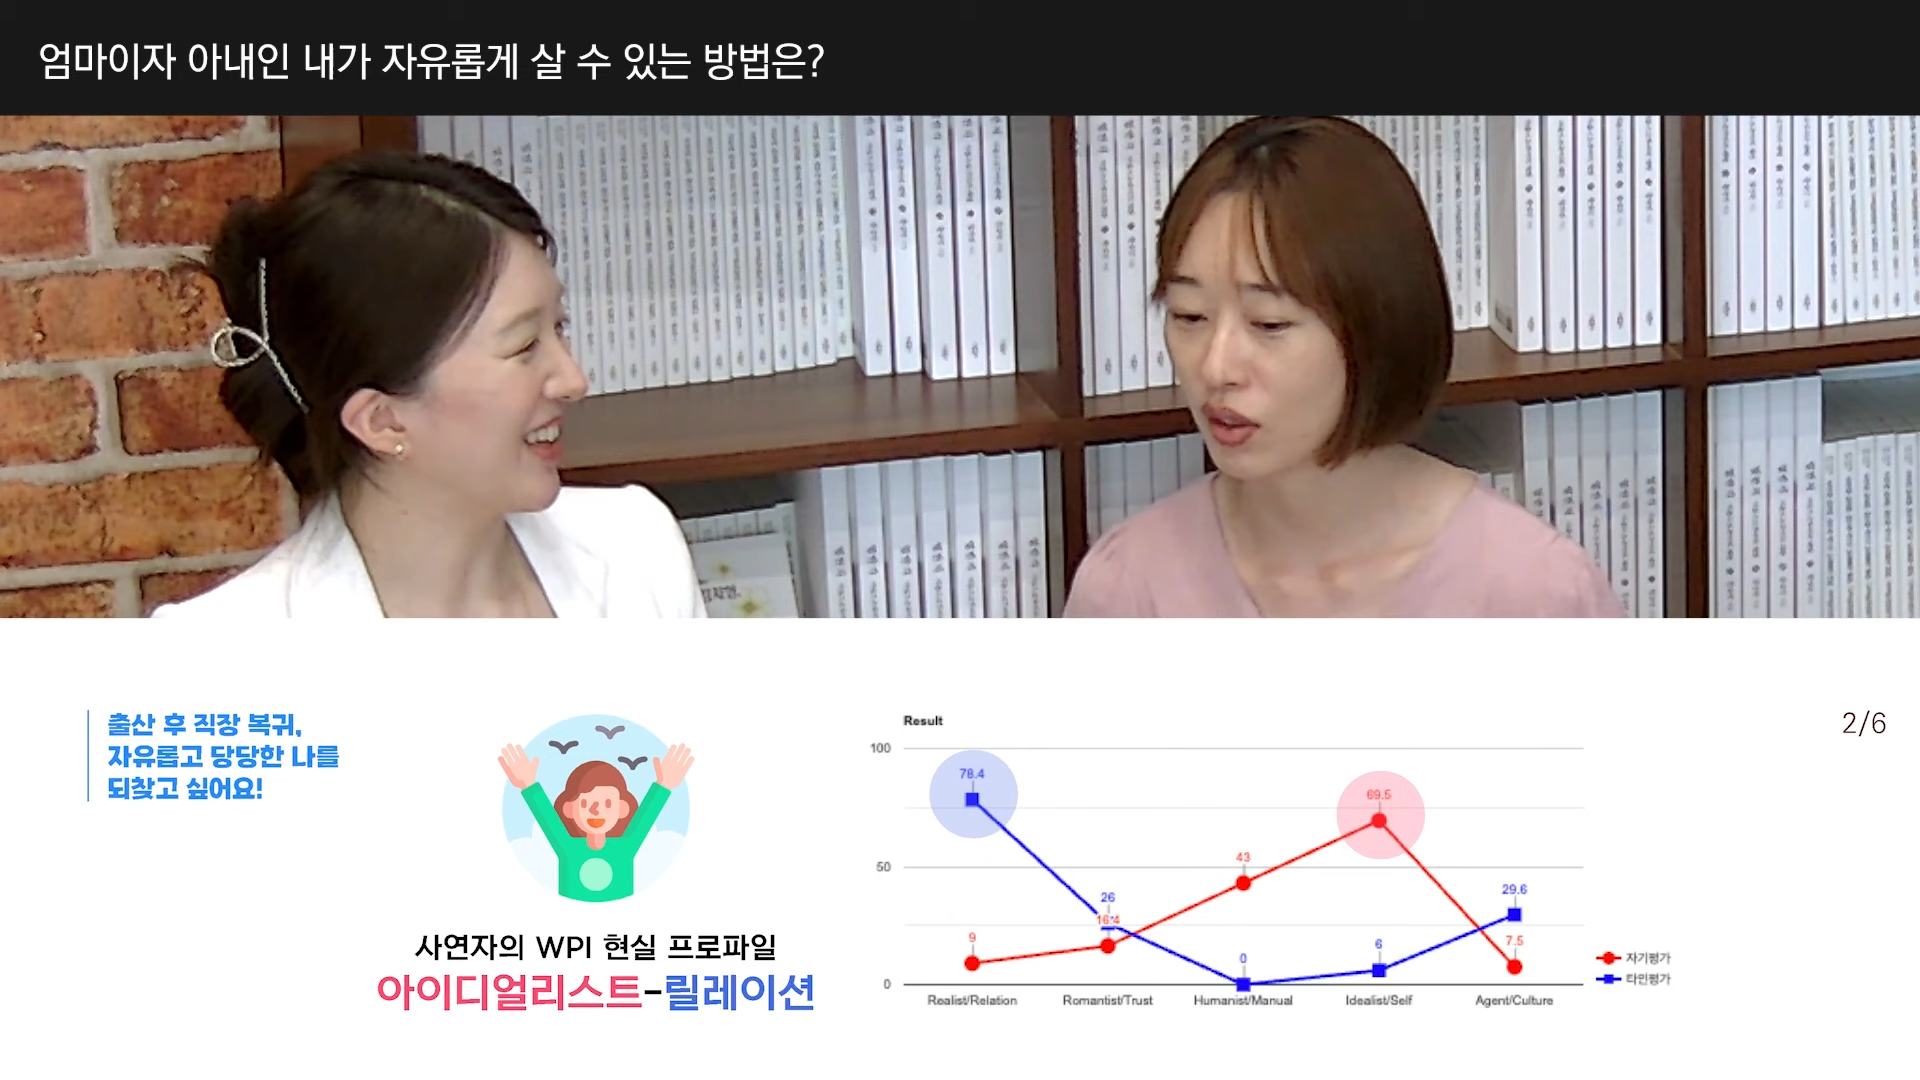 엄마이자 아내인 내가 자유롭게 살 수 있는 방법은?
출산 후 직장 복귀,
자유롭고 당당한 나를
되찾고 싶어요!
사연자의 WPI 현실 프로파일
아이디얼리스트-릴레이션
Result
100
50
0
78.4
26
0
6
29.6
9
16.4
43
69.5
7.5
Realist/Relation
Romantist/Trust
Humanist/Manual
Idealist/Self
Agent/Culture
자기평가
타인평가
2/6